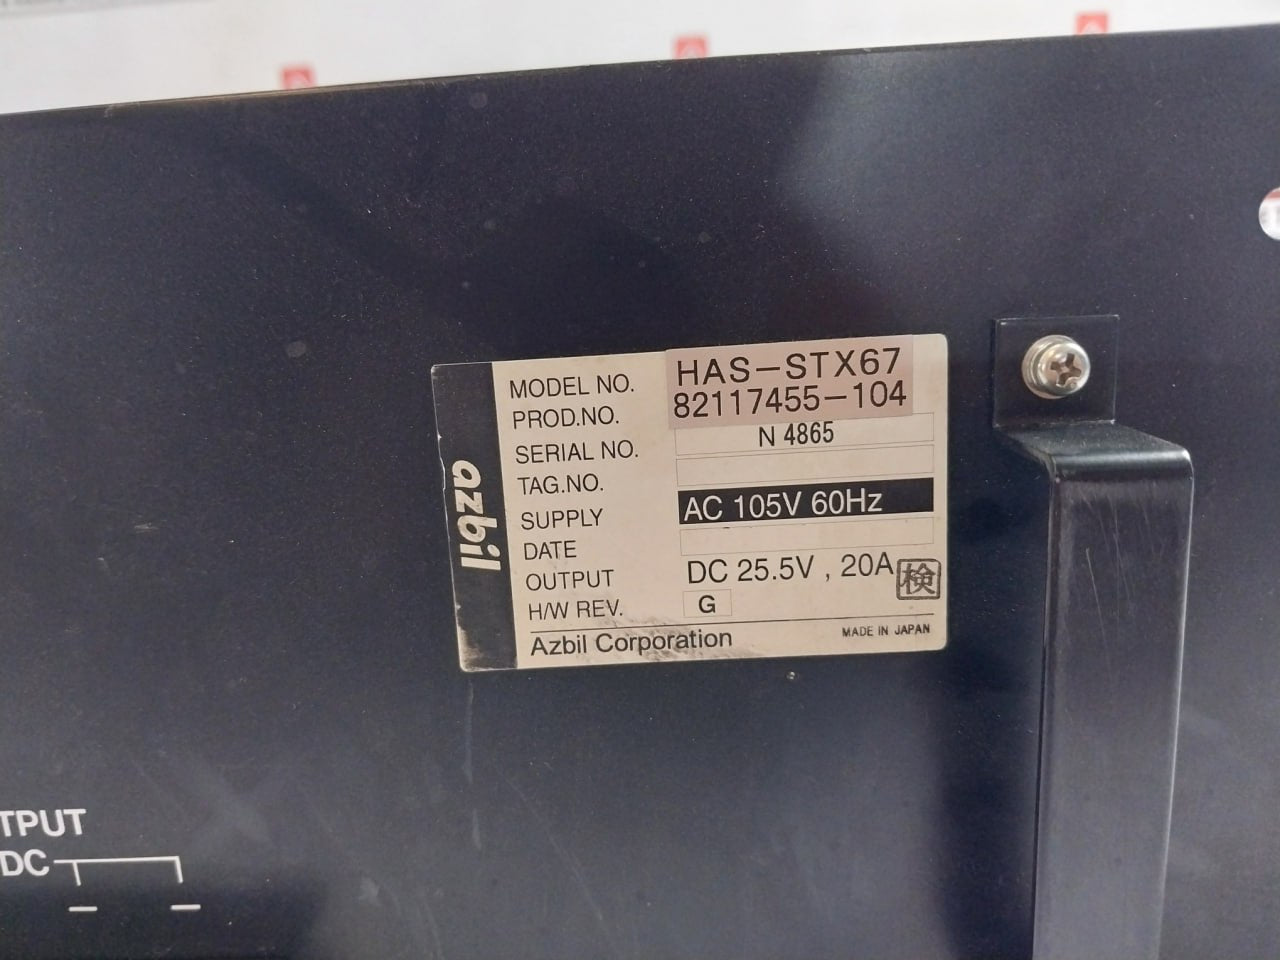 azbil
MODEL NO. HAS-STX67
PROD.NO. 82117455-104
SERIAL NO. N 4865
TAG.NO.
SUPPLY AC 105V 60Hz
DATE
OUTPUT DC 25.5V , 20A 検
H/W REV. G
Azbil Corporation MADE IN JAPAN
TPUT
DC